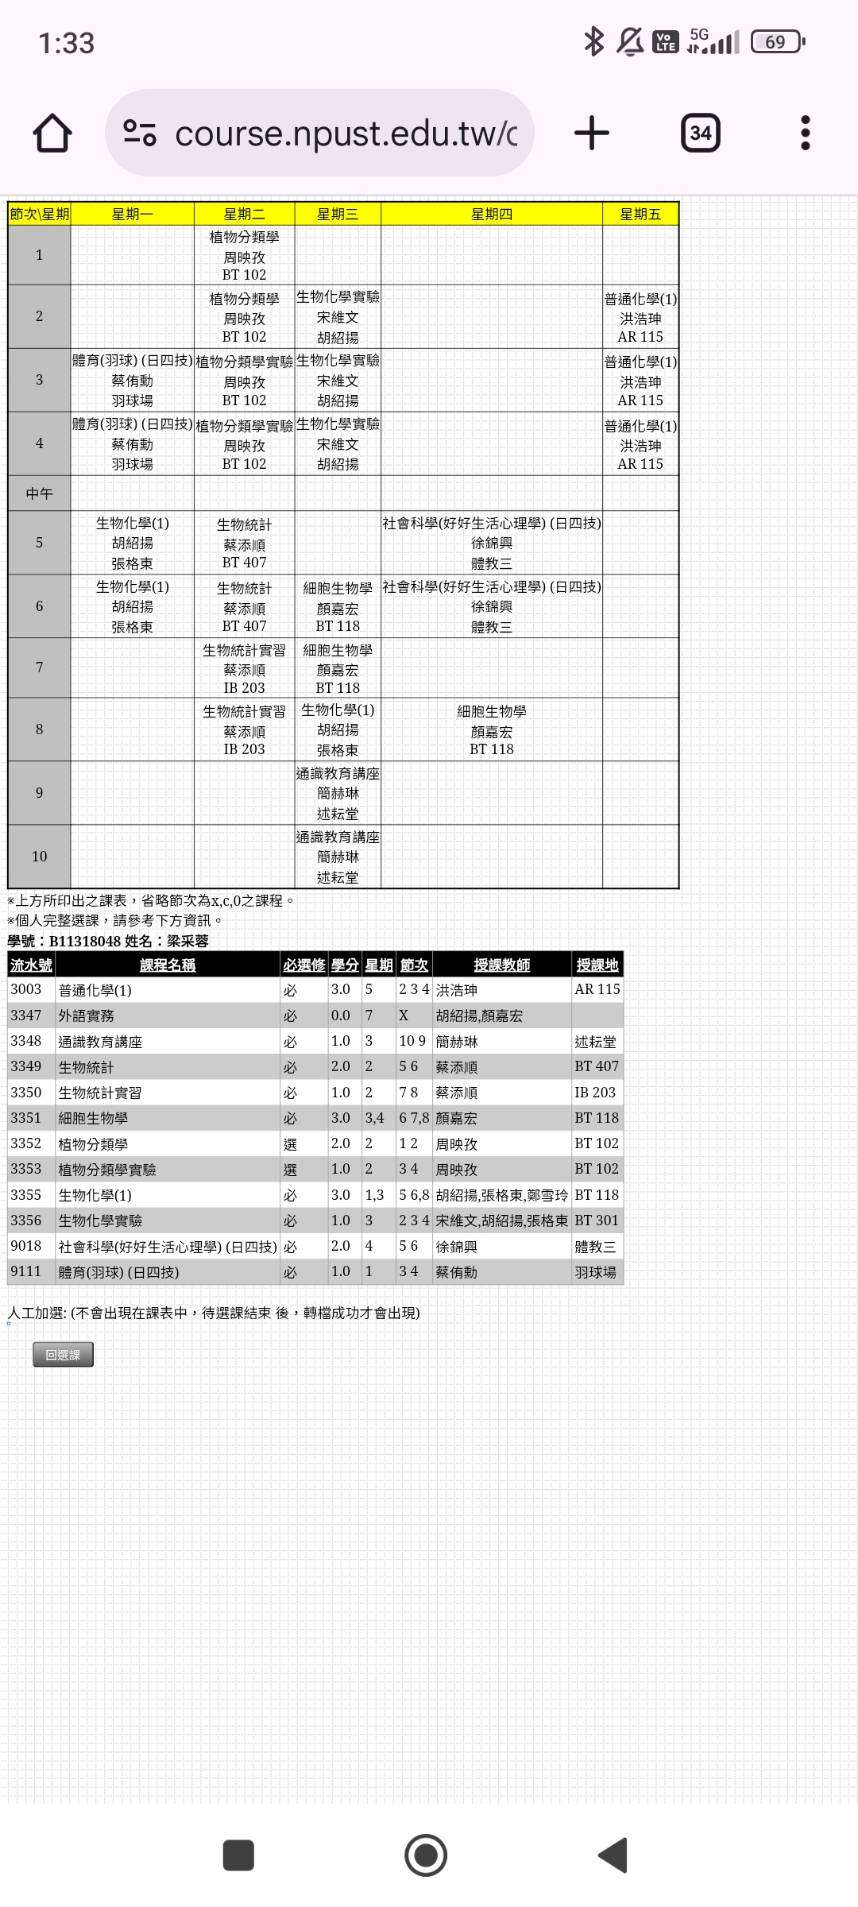 1:33
Vo LTE 5G 69
course.npust.edu.tw/c
34
節次\星期 星期一 星期二 星期三 星期四 星期五
1 植物分類學 周映孜 BT 102
2 植物分類學 周映孜 BT 102 生物化學實驗 宋維文 胡紹揚 普通化學(1) 洪浩珅 AR 115
3 體育(羽球) (日四技) 蔡侑勳 羽球場 植物分類學實驗 周映孜 BT 102 生物化學實驗 宋維文 胡紹揚 普通化學(1) 洪浩珅 AR 115
4 體育(羽球) (日四技) 蔡侑勳 羽球場 植物分類學實驗 周映孜 BT 102 生物化學實驗 宋維文 胡紹揚 普通化學(1) 洪浩珅 AR 115
中午
5 生物化學(1) 胡紹揚 張格東 生物統計 蔡添順 BT 407 社會科學(好好生活心理學) (日四技) 徐錦興 體教三
6 生物化學(1) 胡紹揚 張格東 生物統計 蔡添順 BT 407 細胞生物學 顏嘉宏 BT 118 社會科學(好好生活心理學) (日四技) 徐錦興 體教三
7 生物統計實習 蔡添順 IB 203 細胞生物學 顏嘉宏 BT 118
8 生物統計實習 蔡添順 IB 203 生物化學(1) 胡紹揚 張格東 細胞生物學 顏嘉宏 BT 118
9 通識教育講座 簡赫琳 述耘堂
10 通識教育講座 簡赫琳 述耘堂
※上方所印出之課表，省略節次為x,c,0之課程。
※個人完整選課，請參考下方資訊。
學號：B11318048 姓名：梁采蓉
流水號 課程名稱 必選修 學分 星期 節次 授課教師 授課地
3003 普通化學(1) 必 3.0 5 2 3 4 洪浩珅 AR 115
3347 外語實務 必 0.0 7 X 胡紹揚,顏嘉宏
3348 通識教育講座 必 1.0 3 10 9 簡赫琳 述耘堂
3349 生物統計 必 2.0 2 5 6 蔡添順 BT 407
3350 生物統計實習 必 1.0 2 7 8 蔡添順 IB 203
3351 細胞生物學 必 3.0 3,4 6 7,8 顏嘉宏 BT 118
3352 植物分類學 選 2.0 2 1 2 周映孜 BT 102
3353 植物分類學實驗 選 1.0 2 3 4 周映孜 BT 102
3355 生物化學(1) 必 3.0 1,3 5 6,8 胡紹揚,張格東,鄭雪玲 BT 118
3356 生物化學實驗 必 1.0 3 2 3 4 宋維文,胡紹揚,張格東 BT 301
9018 社會科學(好好生活心理學) (日四技) 必 2.0 4 5 6 徐錦興 體教三
9111 體育(羽球) (日四技) 必 1.0 1 3 4 蔡侑勳 羽球場
人工加選: (不會出現在課表中，待選課結束 後，轉檔成功才會出現)
回選課